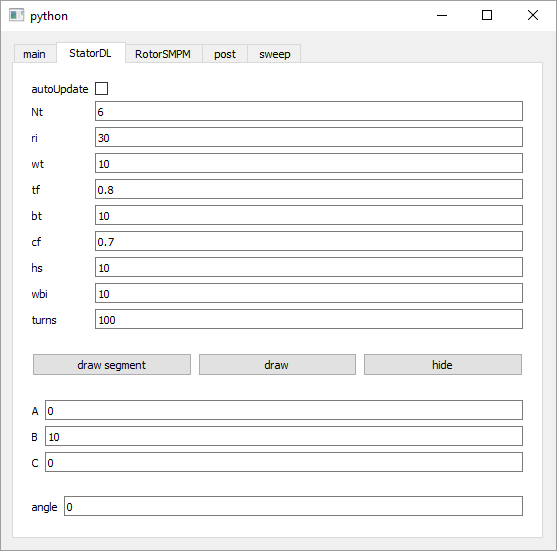 python
main StatorDL RotorSMPM post sweep
autoUpdate
Nt 6
ri 30
wt 10
tf 0.8
bt 10
cf 0.7
hs 10
wbi 10
turns 100
draw segment draw hide
A 0
B 10
C 0
angle 0